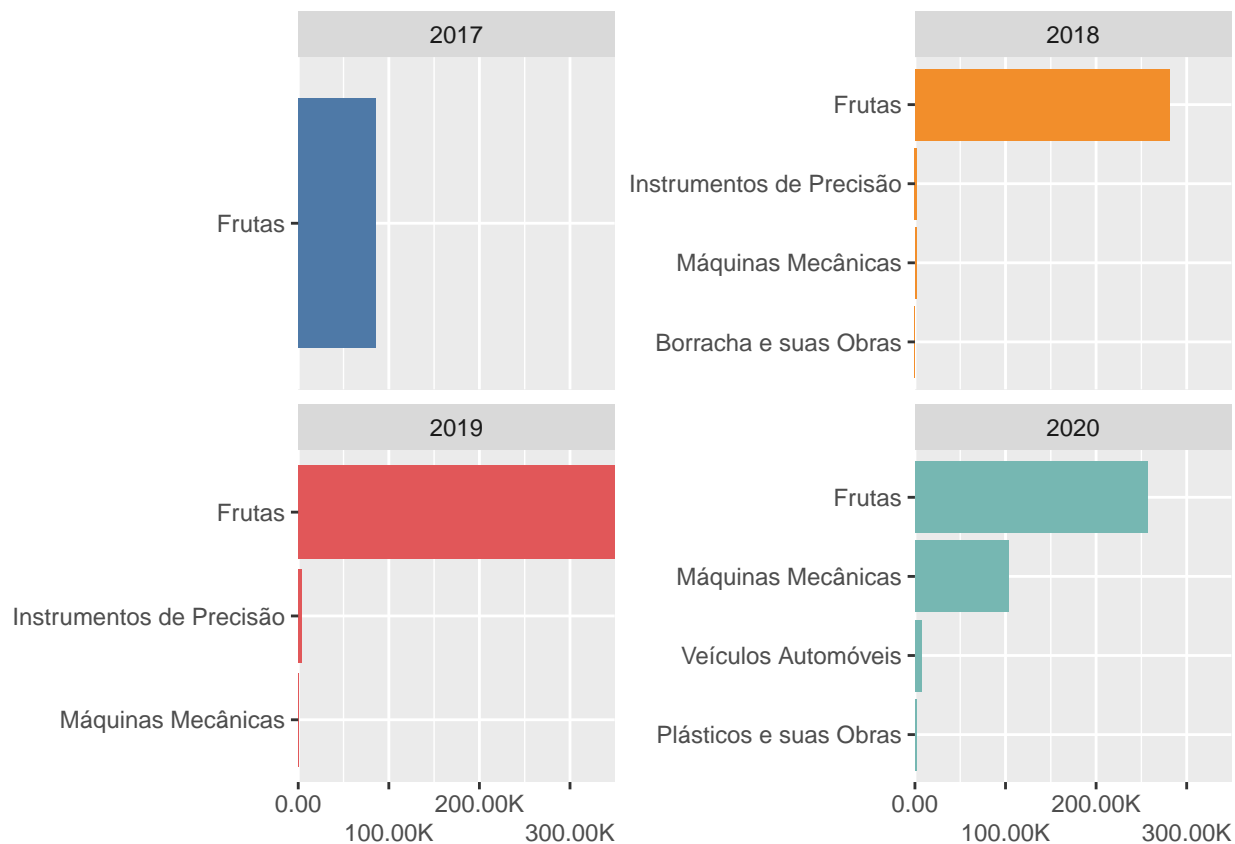 2017
Frutas
2018
Frutas
Instrumentos de Precisão
Máquinas Mecânicas
Borracha e suas Obras
2019
Frutas
Instrumentos de Precisão
Máquinas Mecânicas
0.00
100.00K
200.00K
300.00K
2020
Frutas
Máquinas Mecânicas
Veículos Automóveis
Plásticos e suas Obras
0.00
100.00K
200.00K
300.00K